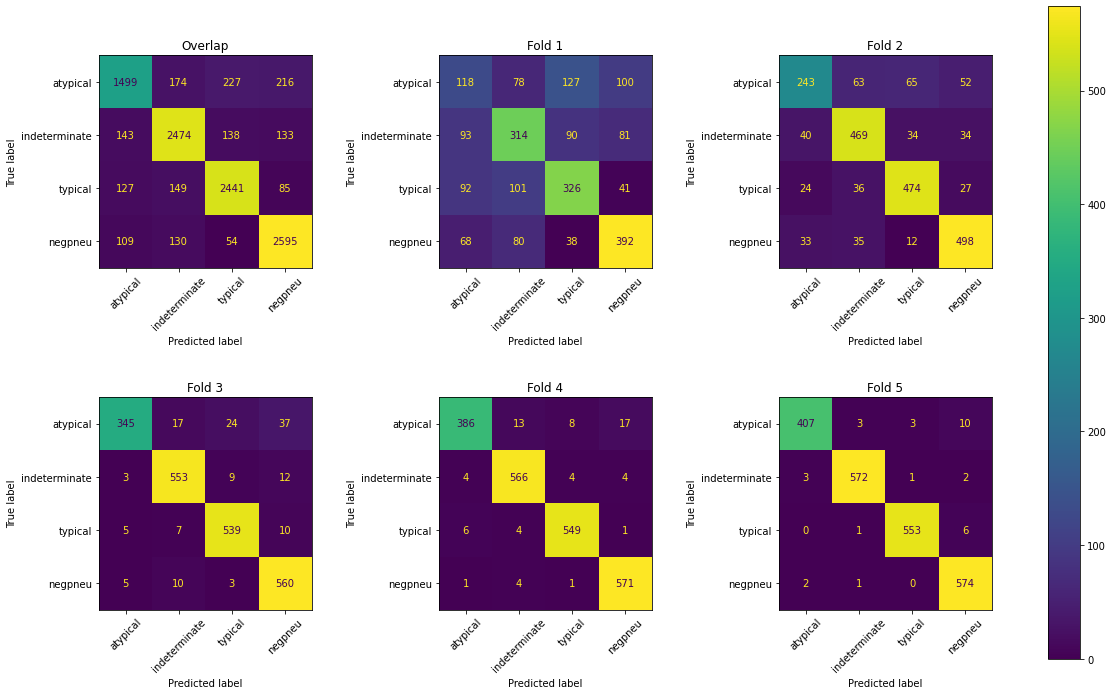 Overlap
atypical 1499 174 227 216
indeterminate 143 2474 138 133
typical 127 149 2441 85
negpneu 109 130 54 2595
atypical indeterminate typical negpneu
True label
Predicted label
Fold 1
atypical 118 78 127 100
indeterminate 93 314 90 81
typical 92 101 326 41
negpneu 68 80 38 392
atypical indeterminate typical negpneu
True label
Predicted label
Fold 2
atypical 243 63 65 52
indeterminate 40 469 34 34
typical 24 36 474 27
negpneu 33 35 12 498
atypical indeterminate typical negpneu
True label
Predicted label
Fold 3
atypical 345 17 24 37
indeterminate 3 553 9 12
typical 5 7 539 10
negpneu 5 10 3 560
atypical indeterminate typical negpneu
True label
Predicted label
Fold 4
atypical 386 13 8 17
indeterminate 4 566 4 4
typical 6 4 549 1
negpneu 1 4 1 571
atypical indeterminate typical negpneu
True label
Predicted label
Fold 5
atypical 407 3 3 10
indeterminate 3 572 1 2
typical 0 1 553 6
negpneu 2 1 0 574
atypical indeterminate typical negpneu
True label
Predicted label
500
400
300
200
100
0